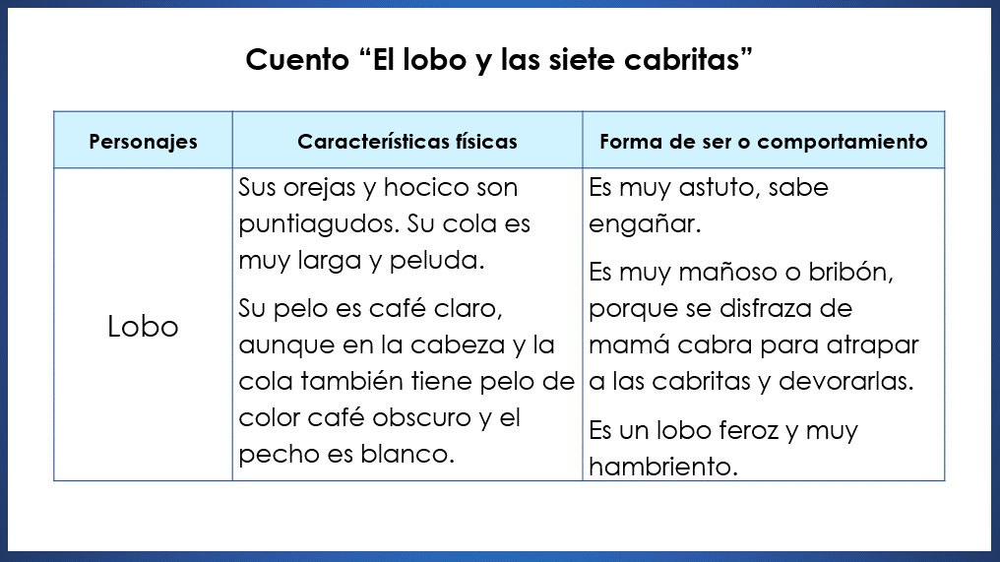 Cuento “El lobo y las siete cabritas”
Personajes
Características físicas
Forma de ser o comportamiento
Lobo
Sus orejas y hocico son
puntiagudos. Su cola es
muy larga y peluda.
Su pelo es café claro,
aunque en la cabeza y la
cola también tiene pelo de
color café obscuro y el
pecho es blanco.
Es muy astuto, sabe
engañar.
Es muy mañoso o bribón,
porque se disfraza de
mamá cabra para atrapar
a las cabritas y devorarlas.
Es un lobo feroz y muy
hambriento.